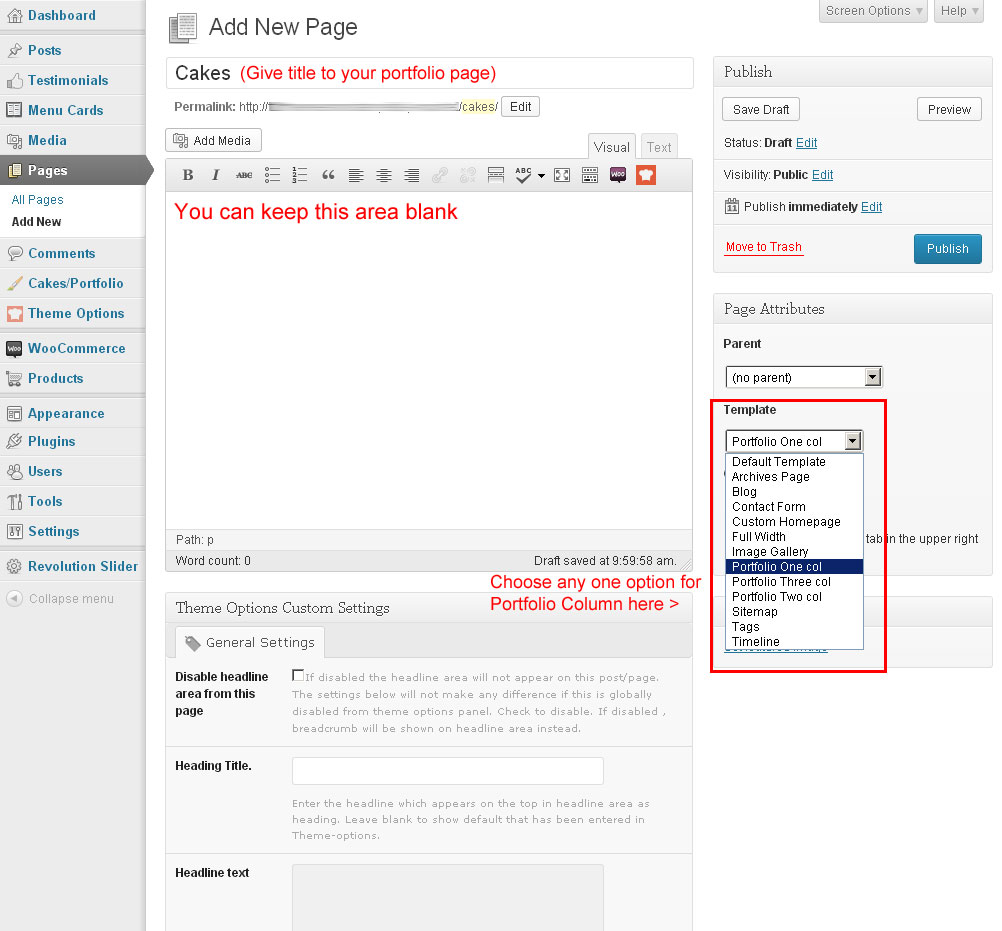 Screen Options ▾ Help ▾
Dashboard
Posts
Testimonials
Menu Cards
Media
Pages
All Pages
Add New
Comments
Cakes/Portfolio
Theme Options
WooCommerce
Products
Appearance
Plugins
Users
Tools
Settings
Revolution Slider
Collapse menu
Add New Page
Cakes (Give title to your portfolio page)
Permalink: http:// /cakes/ Edit
Add Media
Visual Text
B I ABC ABC Woo
You can keep this area blank
Path: p
Word count: 0 Draft saved at 9:59:58 am.
Choose any one option for
Portfolio Column here >
Theme Options Custom Settings
General Settings
Disable headline area from this page
If disabled the headline area will not appear on this post/page.
The settings below will not make any difference if this is globally
disabled from theme options panel. Check to disable. If disabled ,
breadcrumb will be shown on headline area instead.
Heading Title.
Enter the headline which appears on the top in headline area as
heading. Leave blank to show default that has been entered in
Theme-options.
Headline text
Publish
Save Draft Preview
Status: Draft Edit
Visibility: Public Edit
11 Publish immediately Edit
Move to Trash Publish
Page Attributes
Parent
(no parent)
Template
Portfolio One col
Default Template
Archives Page
Blog
Contact Form
Custom Homepage
Full Width
tab in the upper right
Image Gallery
Portfolio One col
Portfolio Three col
Portfolio Two col
Sitemap
Tags
Timeline